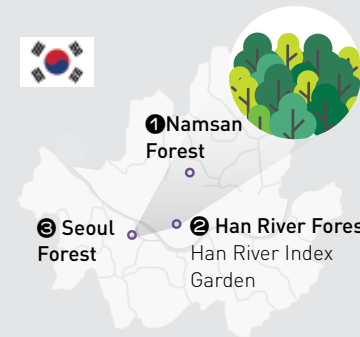 ❶Namsan
Forest
❷ Han River Fores
Han River Index
Garden
❸ Seoul
Forest